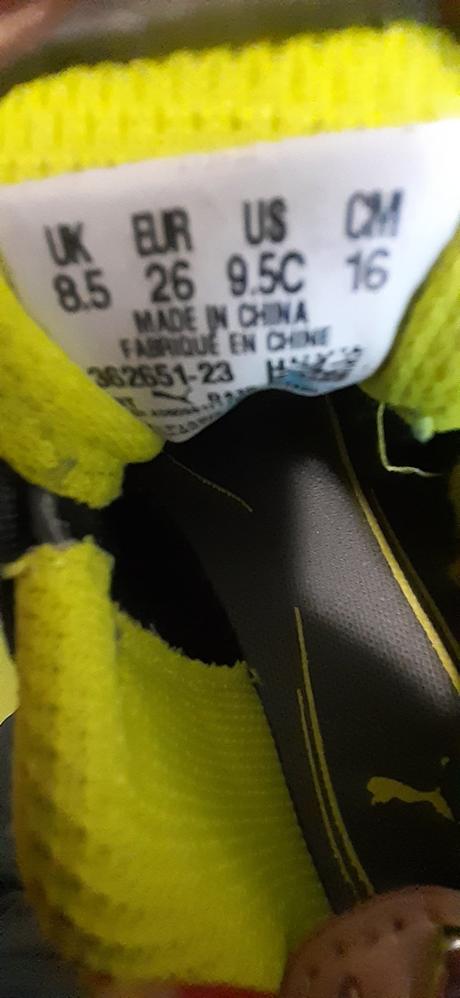 UK EUR US CM
8.5 26 9.5C 16
MADE IN CHINA
FABRIQUÉ EN CHINE
362651-23